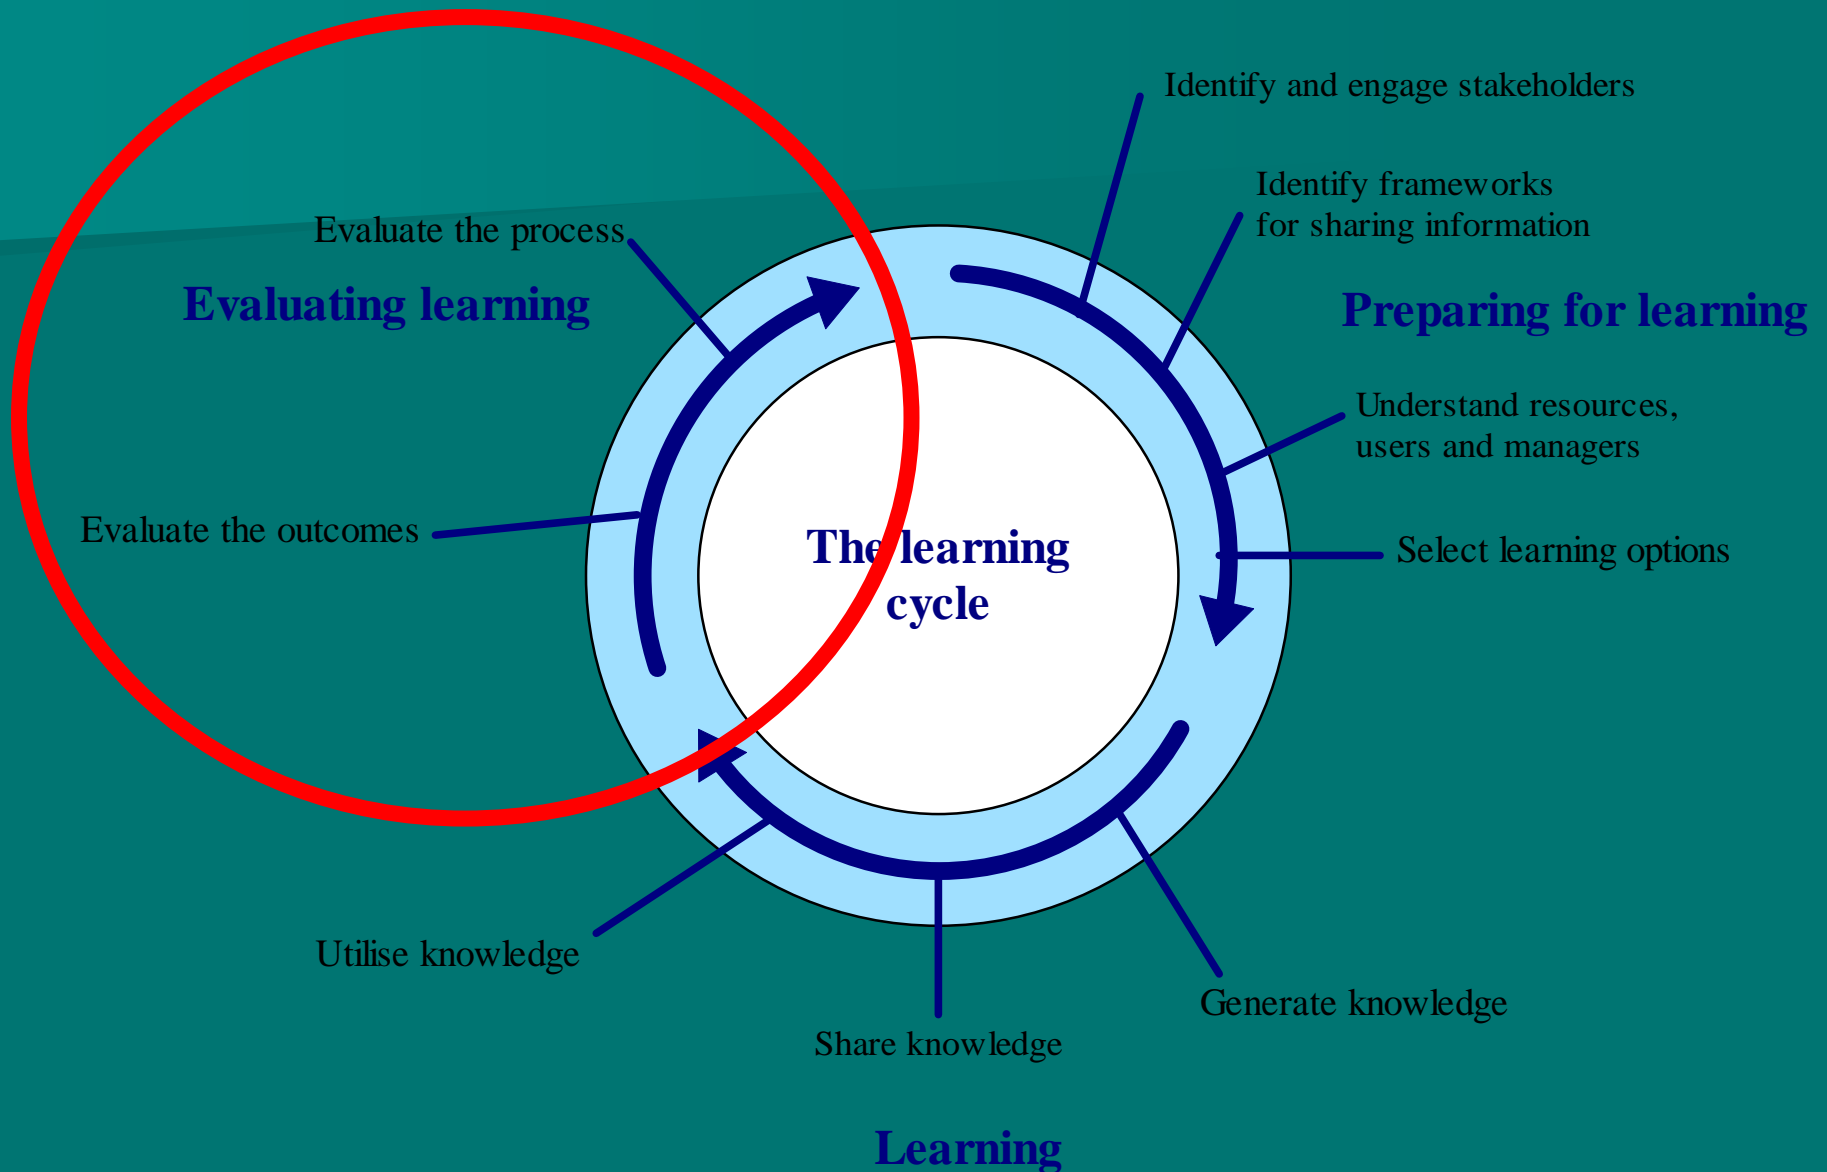 Identify and engage stakeholders
Identify frameworks
for sharing information
Evaluate the process
Evaluating learning
Preparing for learning
Understand resources,
users and managers
Evaluate the outcomes
The learning
cycle
Select learning options
Utilise knowledge
Generate knowledge
Share knowledge
Learning